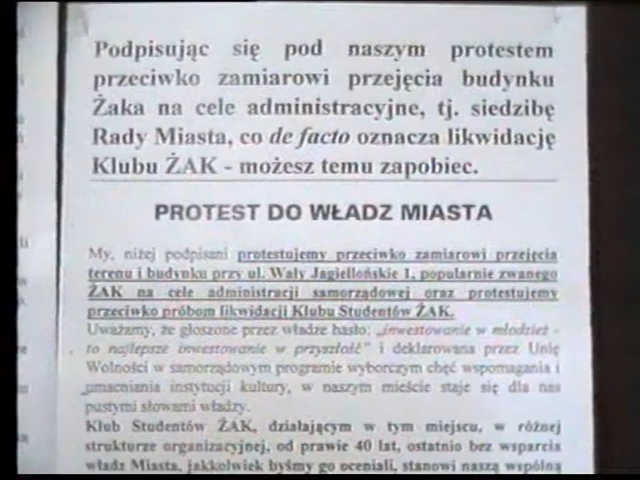 Podpisując się pod naszym protestem
przeciwko zamiarowi przejęcia budynku
Żaka na cele administracyjne, tj. siedzibę
Rady Miasta, co de facto oznacza likwidację
Klubu ŻAK - możesz temu zapobiec.
PROTEST DO WŁADZ MIASTA
My, niżej podpisani protestujemy przeciwko zamiarowi przejęcia
terenu i budynku przy ul. Wały Jagiellońskie 1, popularnie zwanego
ŻAK na cele administracji samorządowej oraz protestujemy
przeciwko próbom likwidacji Klubu Studentów ŻAK.
Uważamy, że głoszone przez władze hasło: „inwestowanie w młodzież -
to najlepsze inwestowanie w przyszłość" i deklarowana przez Unię
Wolności w samorządowym programie wyborczym chęć wspomagania i
umacniania instytucji kultury, w naszym mieście staje się dla nas
pustymi słowami władzy.
Klub Studentów ŻAK, działającym w tym miejscu, w różnej
strukturze organizacyjnej, od prawie 40 lat, ostatnio bez wsparcia
władz Miasta, jakkolwiek byśmy go oceniali, stanowi naszą wspólną